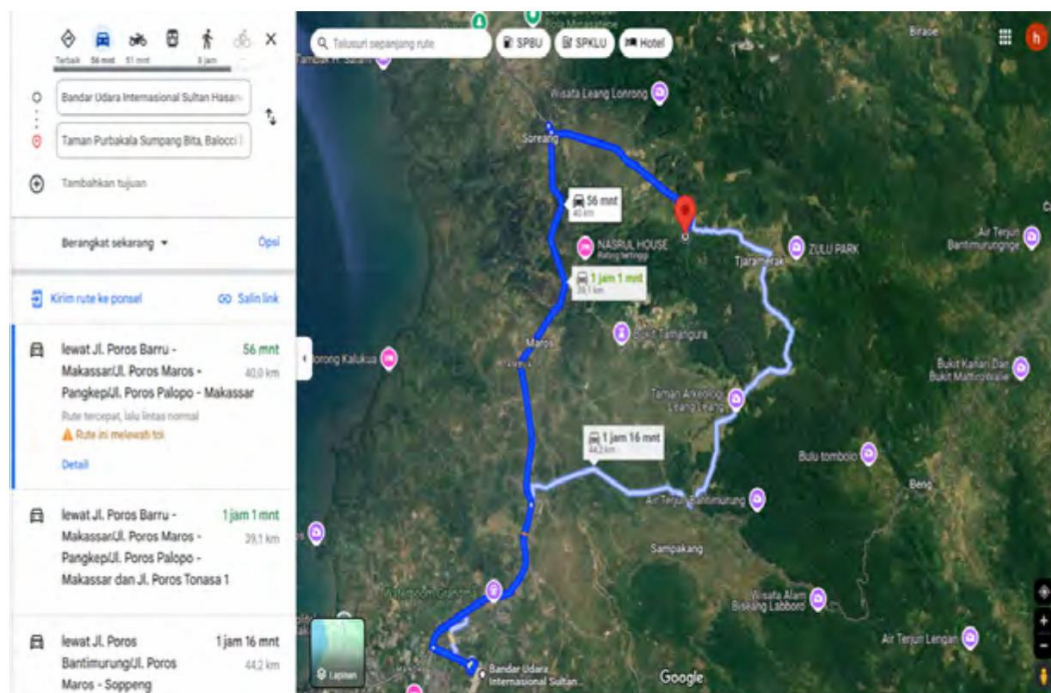 Terbaik
56 mnt
51 mnt
8 jam
Bandar Udara Internasional Sultan Hasan
Taman Purbakala Sumpang Bita, Balocci
Tambahkan tujuan
Berangkat sekarang
Opsi
Kirim rute ke ponsel
Salin link
lewat Jl. Poros Barru -
Makassar/Jl. Poros Maros -
Pangkep/Jl. Poros Palopo - Makassar
56 mnt
40,0 km
Rute tercepat, lalu lintas normal
Rute ini melewati tol
Detail
lewat Jl. Poros Barru -
Makassar/Jl. Poros Maros -
Pangkep/Jl. Poros Palopo -
Makassar dan Jl. Poros Tonasa 1
1 jam 1 mnt
39,1 km
lewat Jl. Poros
Bantimurung/Jl. Poros
Maros - Soppeng
1 jam 16 mnt
44,2 km
Telusuri sepanjang rute
SPBU
SPKLU
Hotel
h
Birase
Wisata Leang Lonrong
Soreang
56 mnt
40 km
NASRUL HOUSE
Rating tertinggi
Tjaramerak
ZULU PARK
Air Terjun
Bantimurungnge
1 jam 1 mnt
39,1 km
Bukit Tamangura
Maros
orong Kalukua
Bukit Kanari Dan
Taman Arkeologi
Leang Leang
1 jam 16 mnt
44,2 km
Bulu tombolo
Beng
Air Terjun Bantimurung
Sampakang
Wisata Alam
Biseang Labboro
Air Terjun Lengan
Bandar Udara
Internasional Sultan...
Lapisan
Google